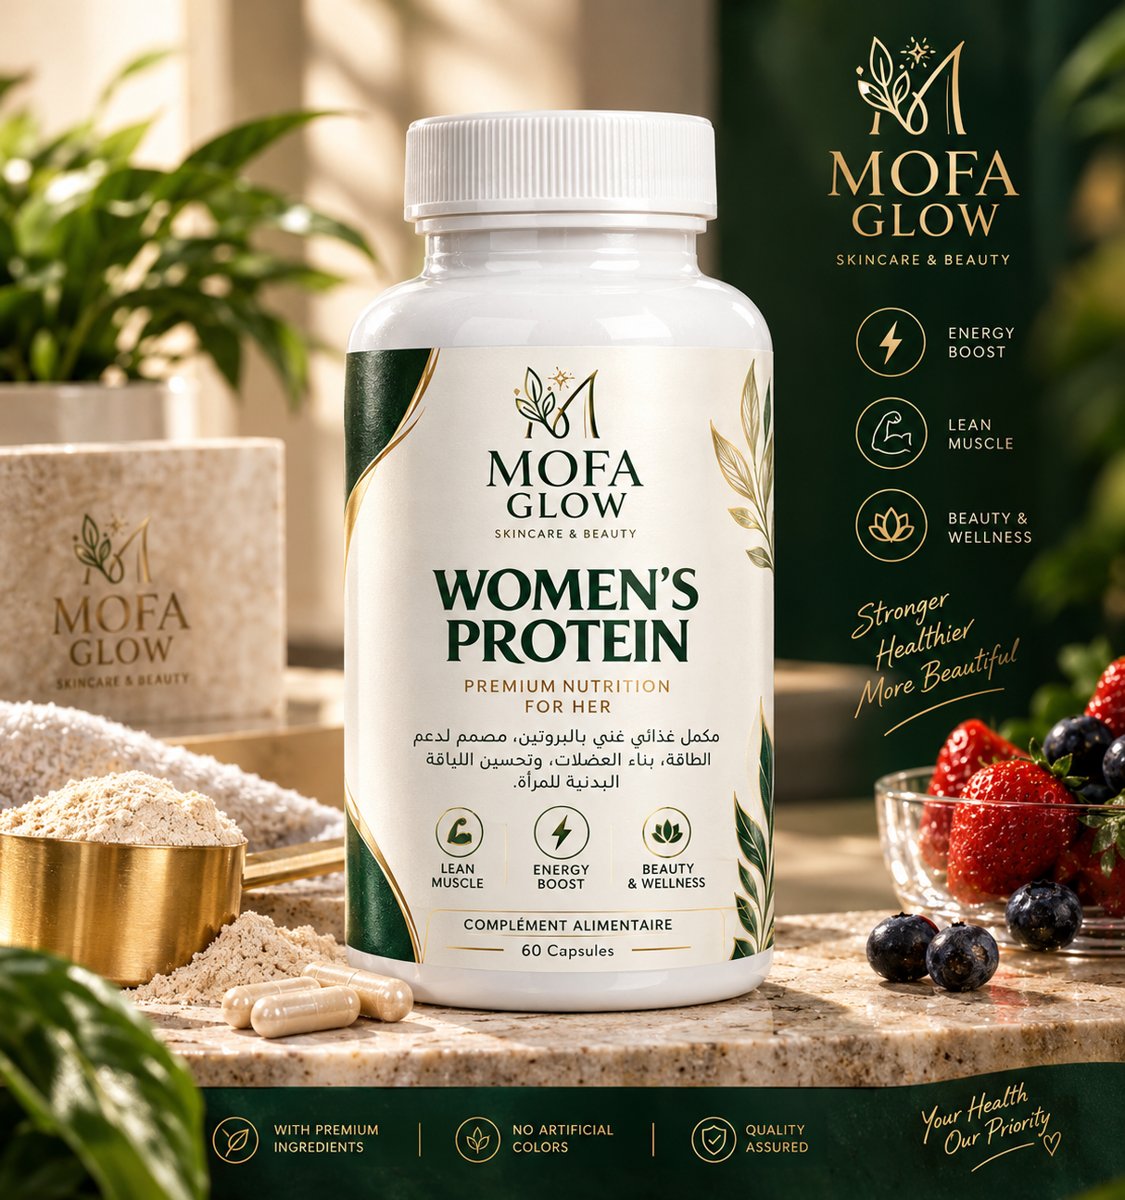 MOFA
GLOW
SKINCARE & BEAUTY
ENERGY
BOOST
LEAN
MUSCLE
BEAUTY &
WELLNESS
Stronger
Healthier
More Beautiful
MOFA
GLOW
SKINCARE & BEAUTY
WOMEN'S
PROTEIN
PREMIUM NUTRITION
FOR HER
مكمل غذائي غني بالبروتين، مصمم لدعم
الطاقة، بناء العضلات، وتحسين اللياقة
البدنية للمرأة.
LEAN
MUSCLE
ENERGY
BOOST
BEAUTY
& WELLNESS
COMPLÉMENT ALIMENTAIRE
60 Capsules
MOFA
GLOW
SKINCARE & BEAUTY
WITH PREMIUM
INGREDIENTS
NO ARTIFICIAL
COLORS
QUALITY
ASSURED
Your Health
Our Priority